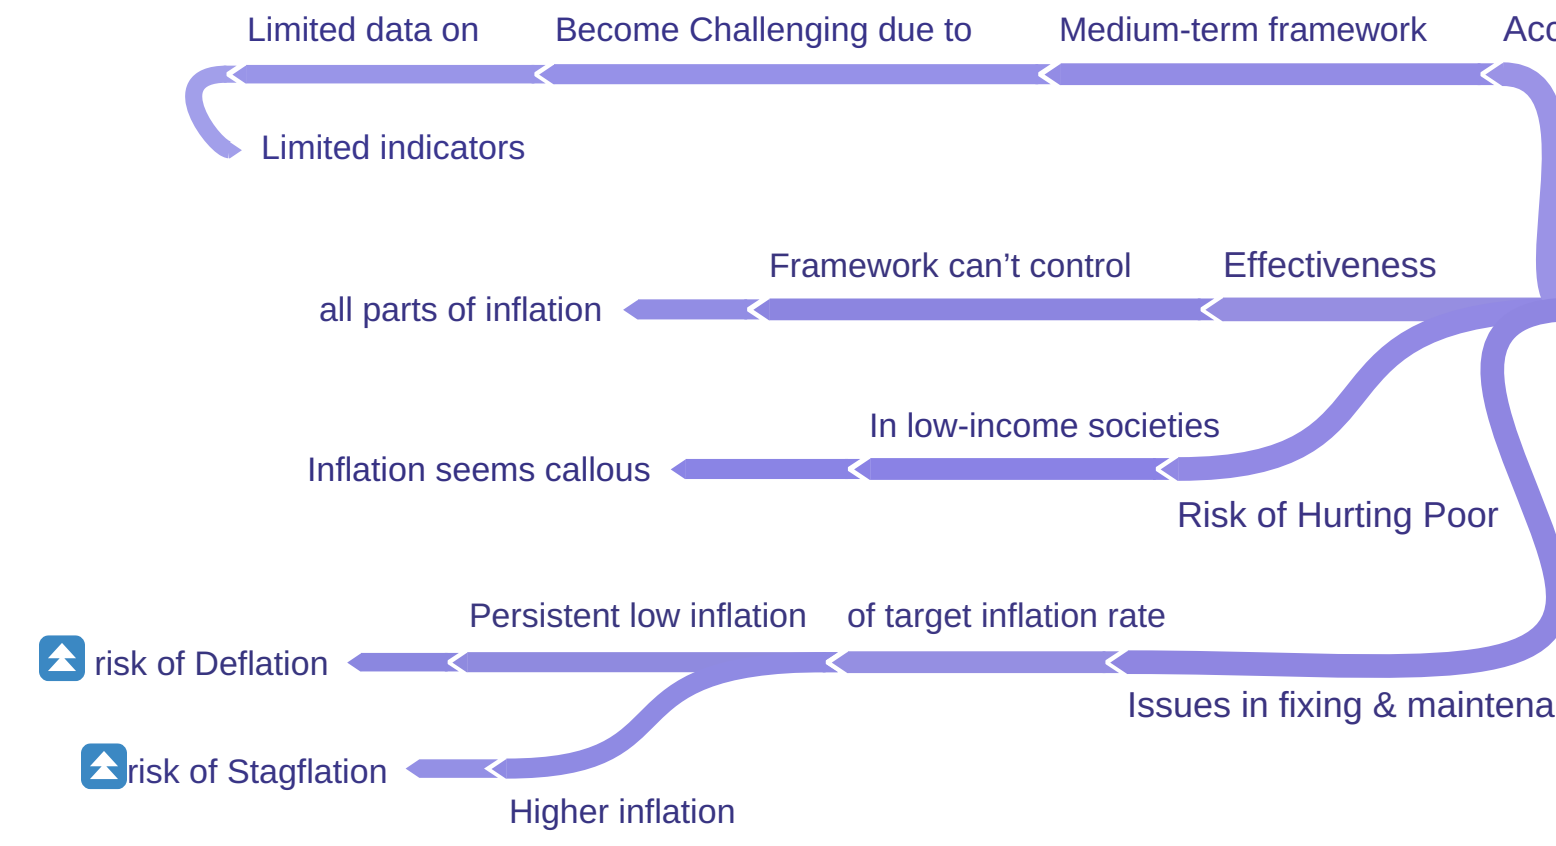 Limited data on
Become Challenging due to
Medium-term framework
Acc
Limited indicators
Framework can’t control
Effectiveness
all parts of inflation
In low-income societies
Inflation seems callous
Risk of Hurting Poor
Persistent low inflation
of target inflation rate
risk of Deflation
Issues in fixing & maintena
risk of Stagflation
Higher inflation